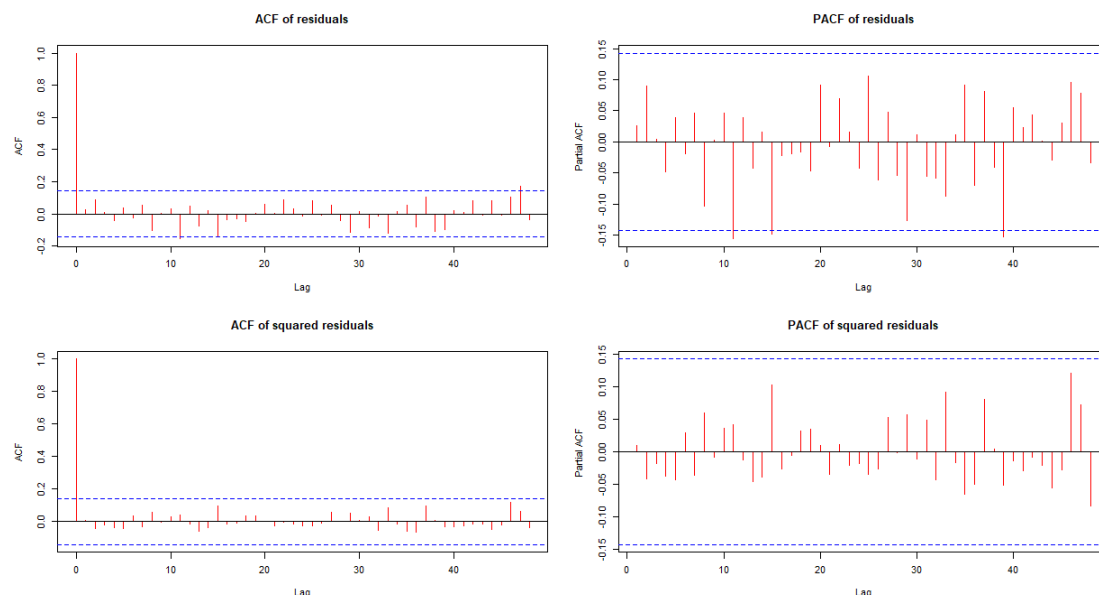 ACF of residuals
ACF
1.0
0.8
0.6
0.4
0.2
0.0
-0.2
0 10 20 30 40
Lag
PACF of residuals
Partial ACF
0.15
0.10
0.05
0.00
-0.05
-0.10
-0.15
0 10 20 30 40
Lag
ACF of squared residuals
ACF
1.0
0.8
0.6
0.4
0.2
0.0
0 10 20 30 40
Lag
PACF of squared residuals
Partial ACF
0.15
0.10
0.05
0.00
-0.05
-0.10
-0.15
0 10 20 30 40
Lag